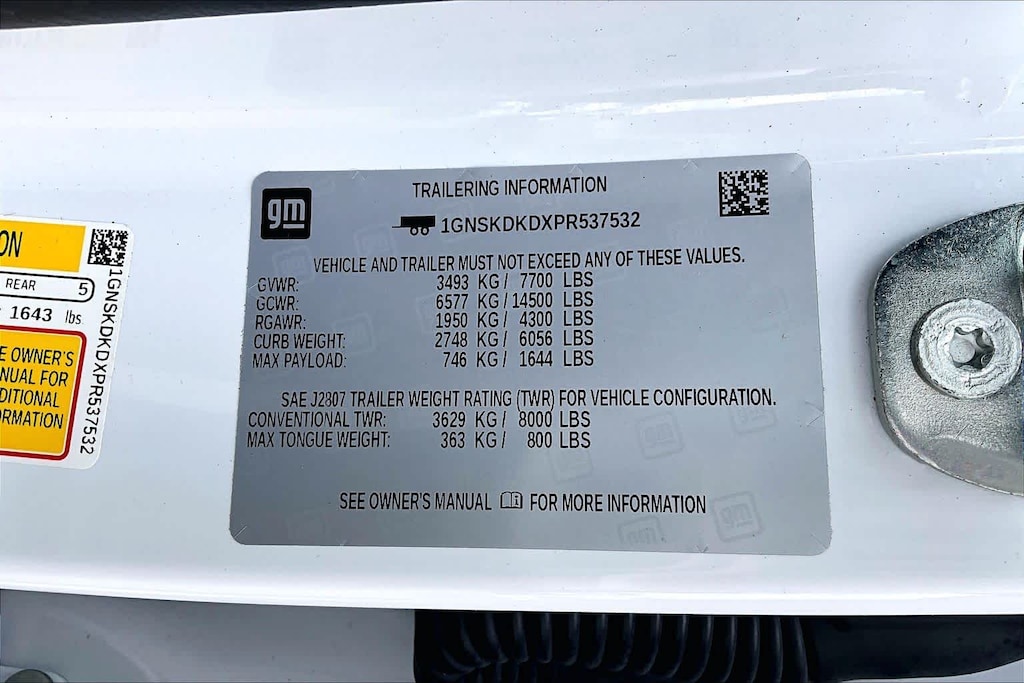 gm
TRAILERING INFORMATION
1GNSKDKDXPR537532
VEHICLE AND TRAILER MUST NOT EXCEED ANY OF THESE VALUES.
GVWR: 3493 KG / 7700 LBS
GCWR: 6577 KG / 14500 LBS
RGAWR: 1950 KG / 4300 LBS
CURB WEIGHT: 2748 KG / 6056 LBS
MAX PAYLOAD: 746 KG / 1644 LBS
SAE J2807 TRAILER WEIGHT RATING (TWR) FOR VEHICLE CONFIGURATION.
CONVENTIONAL TWR: 3629 KG / 8000 LBS
MAX TONGUE WEIGHT: 363 KG / 800 LBS
SEE OWNER'S MANUAL FOR MORE INFORMATION
REAR 5
1643 lbs
OWNER'S
FOR
1GNSKDKDXPR537532